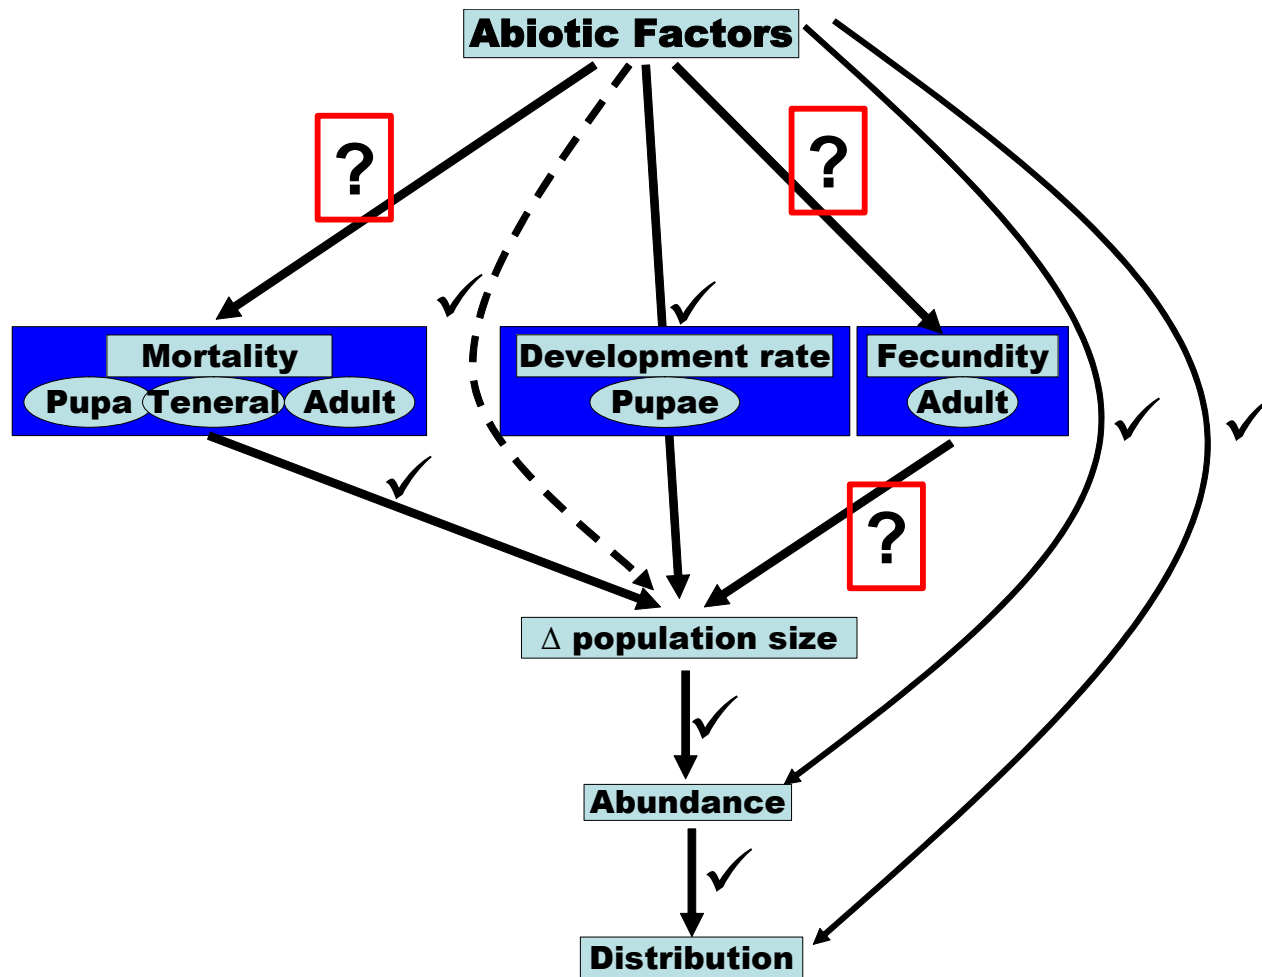 Abiotic Factors
? ?
✓ ✓
Mortality Development rate Fecundity
Pupa Teneral Adult Pupae Adult
✓ ✓
✓ ?
Δ population size
✓
Abundance
✓
Distribution